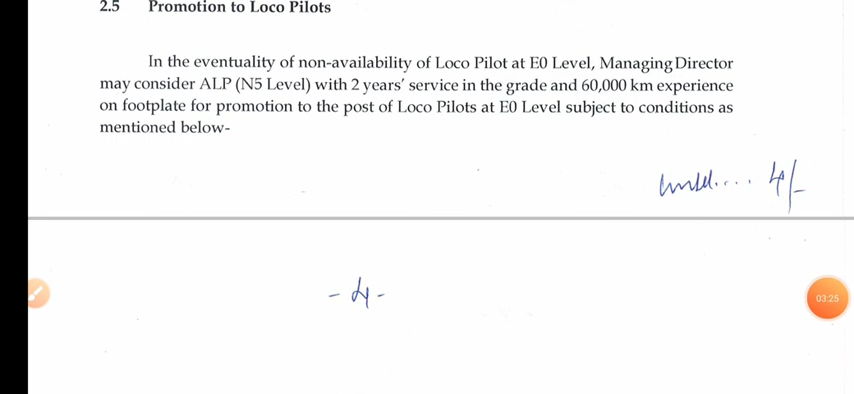 2.5 Promotion to Loco Pilots
In the eventuality of non-availability of Loco Pilot at E0 Level, Managing Director
may consider ALP (N5 Level) with 2 years' service in the grade and 60,000 km experience
on footplate for promotion to the post of Loco Pilots at E0 Level subject to conditions as
mentioned below-
.... 4/-
- 4 -
03:25